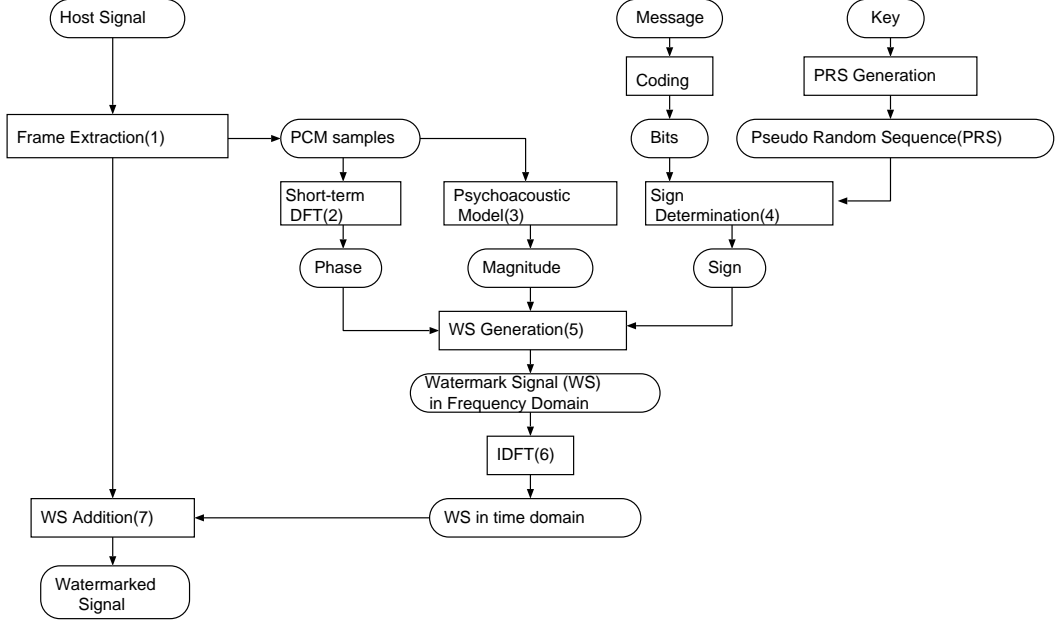 Host Signal
Message
Key
Coding
PRS Generation
Frame Extraction(1)
PCM samples
Bits
Pseudo Random Sequence(PRS)
Short-term
DFT(2)
Psychoacoustic
Model(3)
Sign
Determination(4)
Phase
Magnitude
Sign
WS Generation(5)
Watermark Signal (WS)
in Frequency Domain
IDFT(6)
WS Addition(7)
WS in time domain
Watermarked
Signal